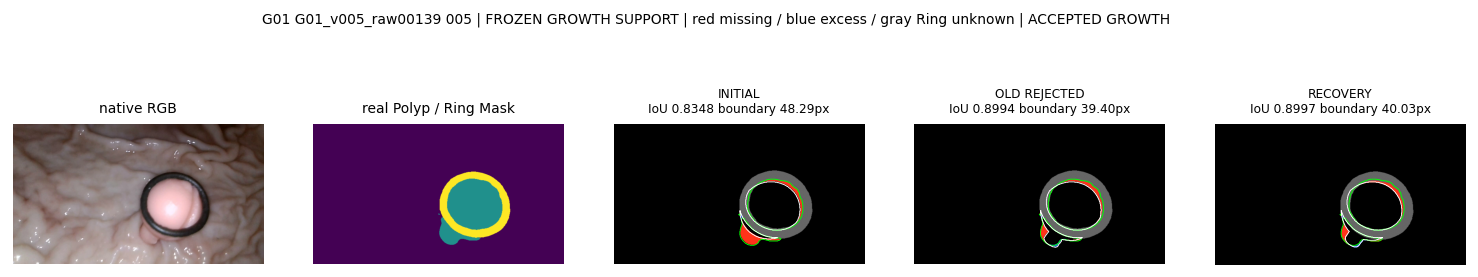 G01 G01_v005_raw00139 005 | FROZEN GROWTH SUPPORT | red missing / blue excess / gray Ring unknown | ACCEPTED GROWTH
native RGB
real Polyp / Ring Mask
INITIAL
IoU 0.8348 boundary 48.29px
OLD REJECTED
IoU 0.8994 boundary 39.40px
RECOVERY
IoU 0.8997 boundary 40.03px